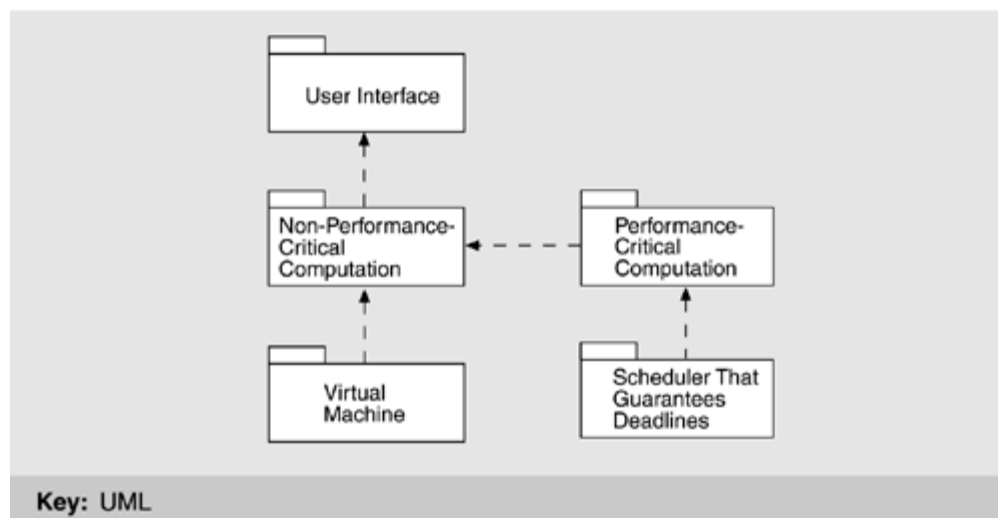 User Interface
Non-Performance-
Critical
Computation
Performance-
Critical
Computation
Virtual
Machine
Scheduler That
Guarantees
Deadlines
Key: UML